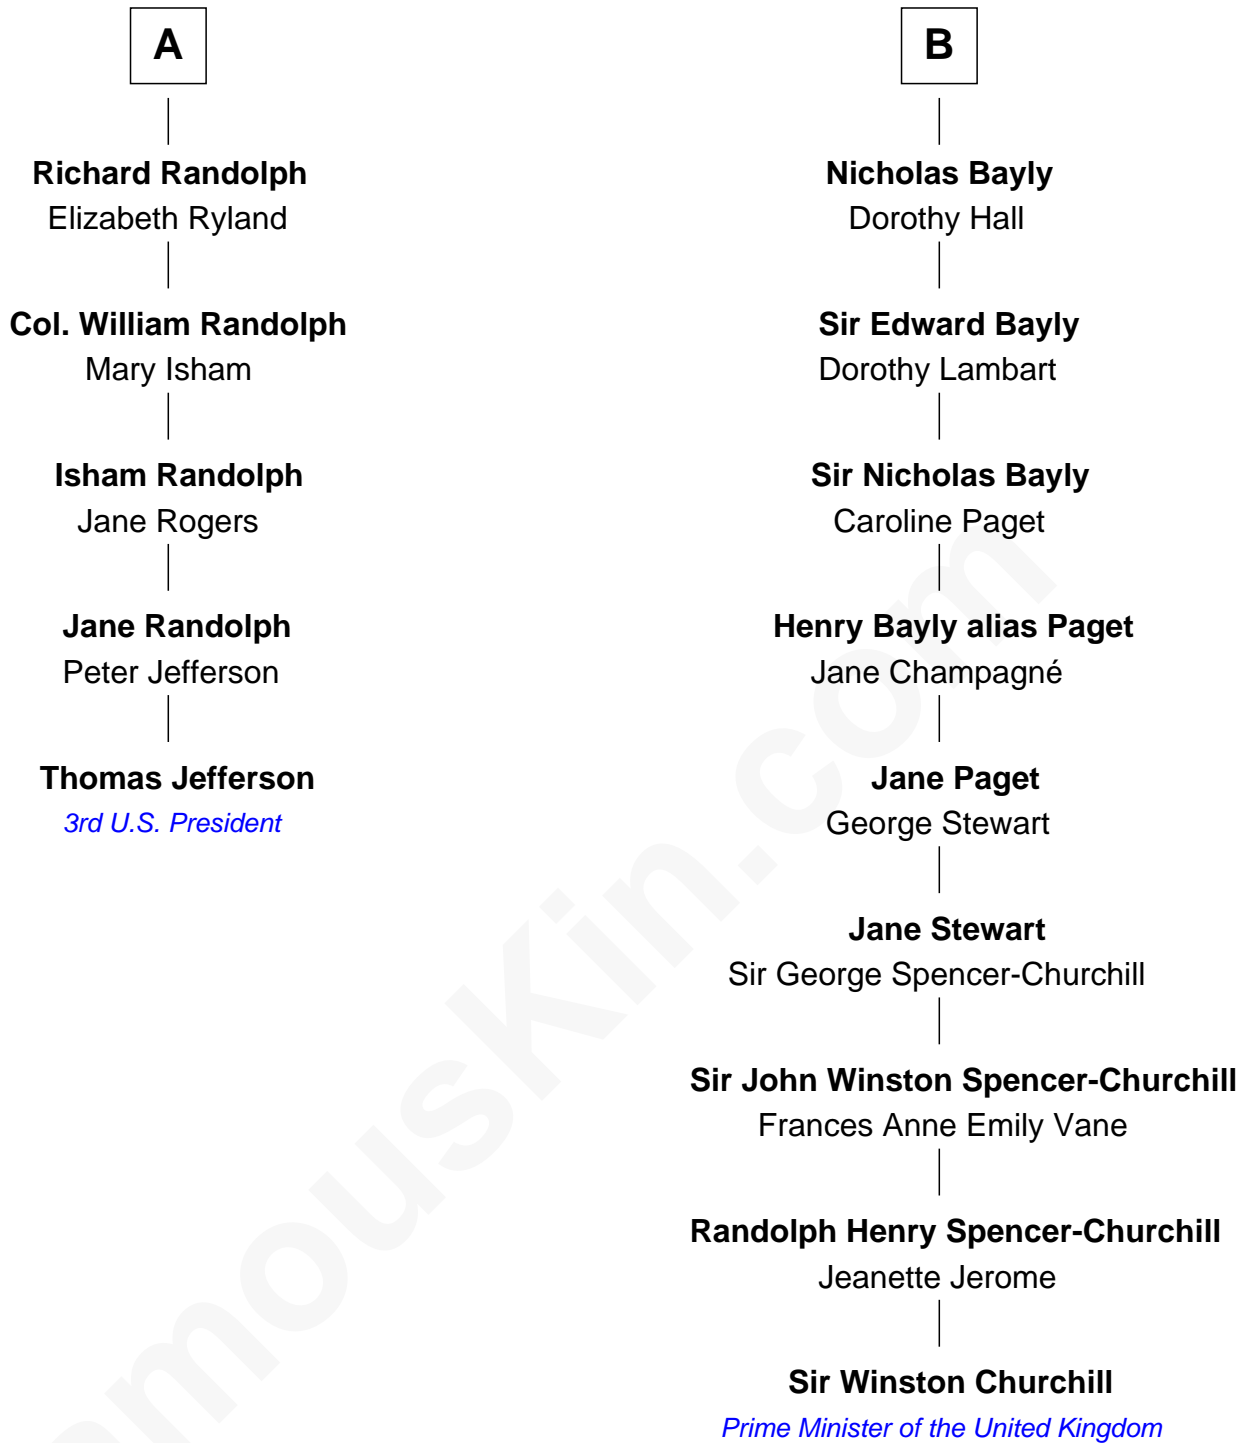 A
Richard Randolph
Elizabeth Ryland
Col. William Randolph
Mary Isham
Isham Randolph
Jane Rogers
Jane Randolph
Peter Jefferson
Thomas Jefferson
3rd U.S. President
B
Nicholas Bayly
Dorothy Hall
Sir Edward Bayly
Dorothy Lambart
Sir Nicholas Bayly
Caroline Paget
Henry Bayly alias Paget
Jane Champagné
Jane Paget
George Stewart
Jane Stewart
Sir George Spencer-Churchill
Sir John Winston Spencer-Churchill
Frances Anne Emily Vane
Randolph Henry Spencer-Churchill
Jeanette Jerome
Sir Winston Churchill
Prime Minister of the United Kingdom
amouskin.com